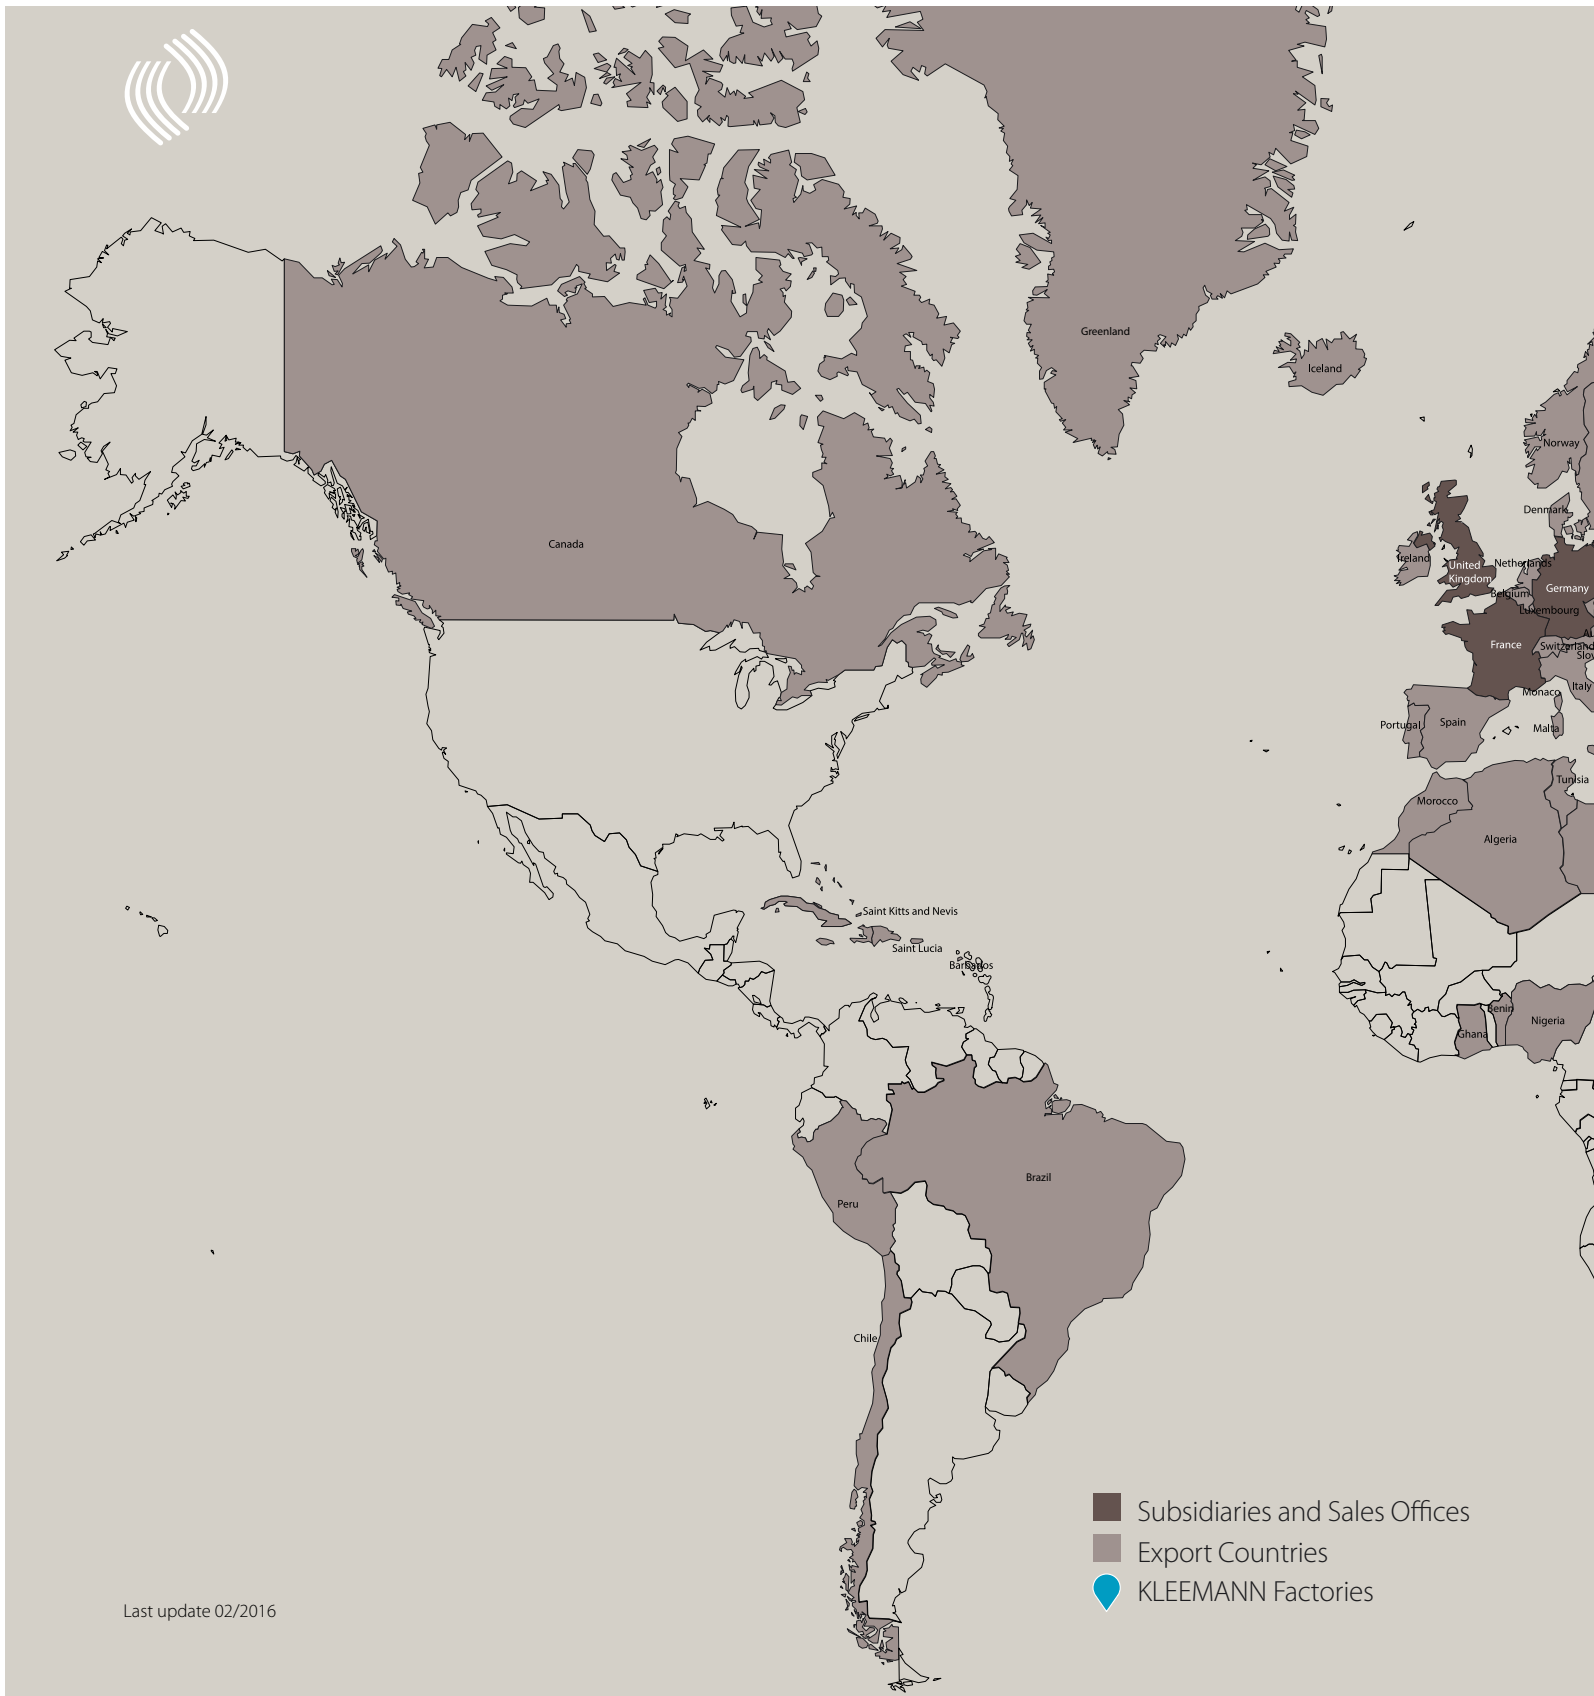 Greenland
Iceland
Norway
Denmark
Canada
Ireland
United
Kingdom
Netherlands
Belgium
Germany
Luxembourg
France
Switzerland
Au
Slov
Monaco
Italy
Portugal
Spain
Malta
Tunisia
Morocco
Algeria
Saint Kitts and Nevis
Saint Lucia
Barbados
Benin
Nigeria
Ghana
Brazil
Peru
Chile
Subsidiaries and Sales Offices
Export Countries
KLEEMANN Factories
Last update 02/2016